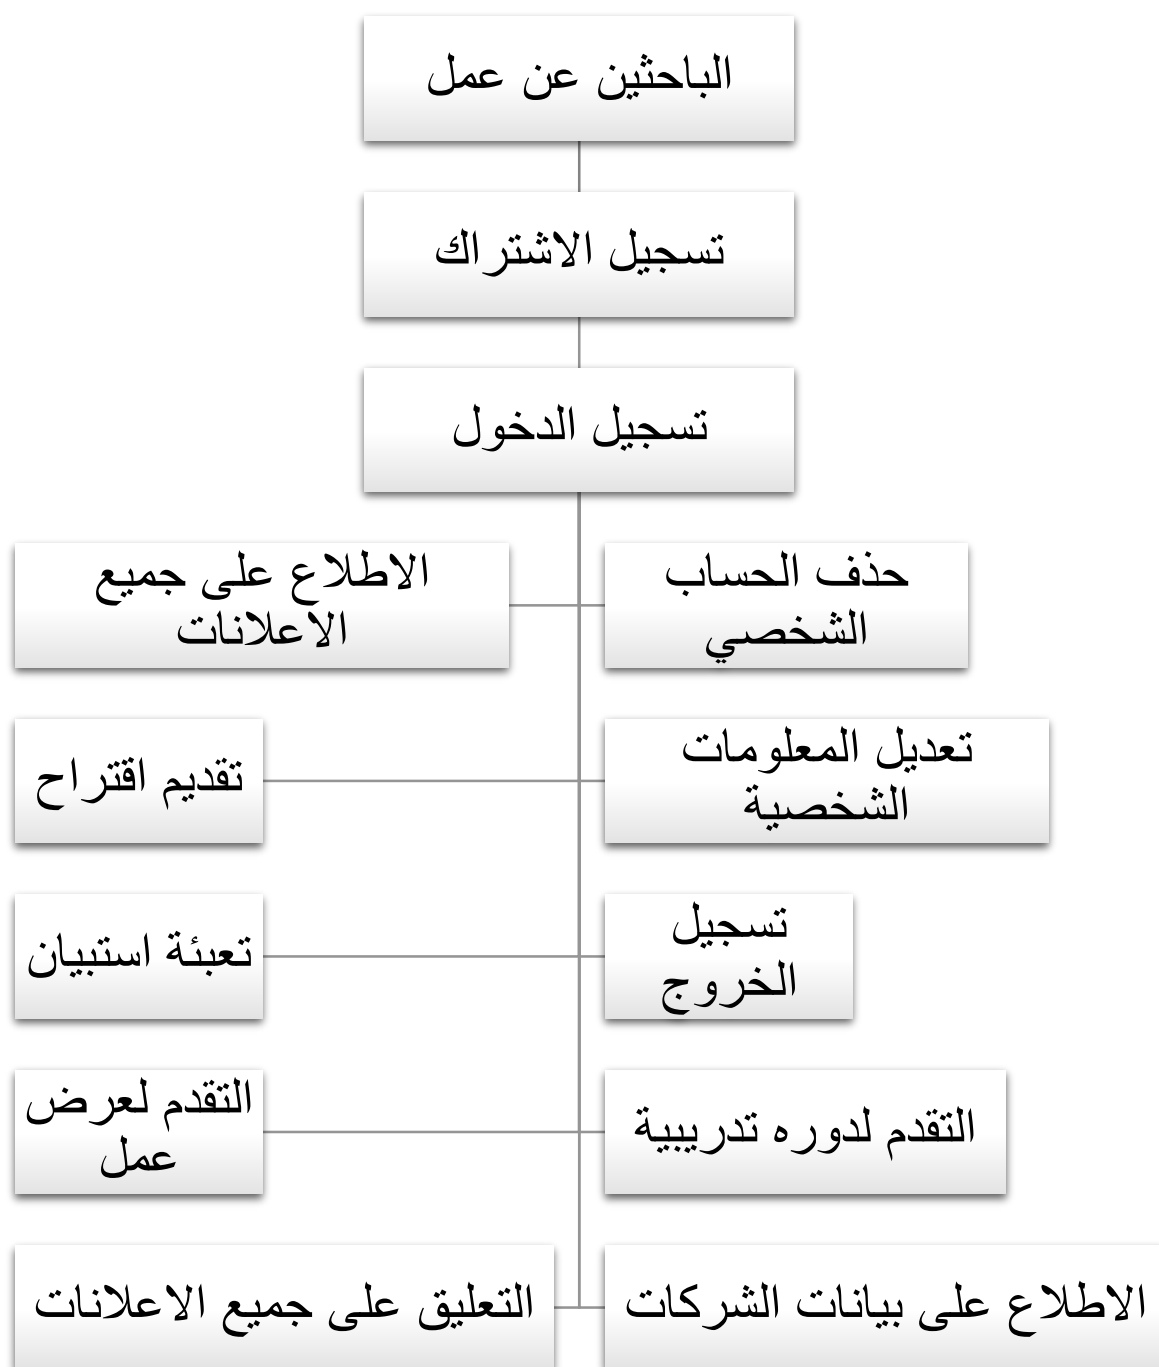 الباحثين عن عمل
تسجيل الاشتراك
تسجيل الدخول
حذف الحساب
الشخصي
الاطلاع على جميع
الاعلانات
تعديل المعلومات
الشخصية
تقديم اقتراح
تسجيل
الخروج
تعبئة استبيان
التقدم لدوره تدريبية
التقدم لعرض
عمل
الاطلاع على بيانات الشركات
التعليق على جميع الاعلانات